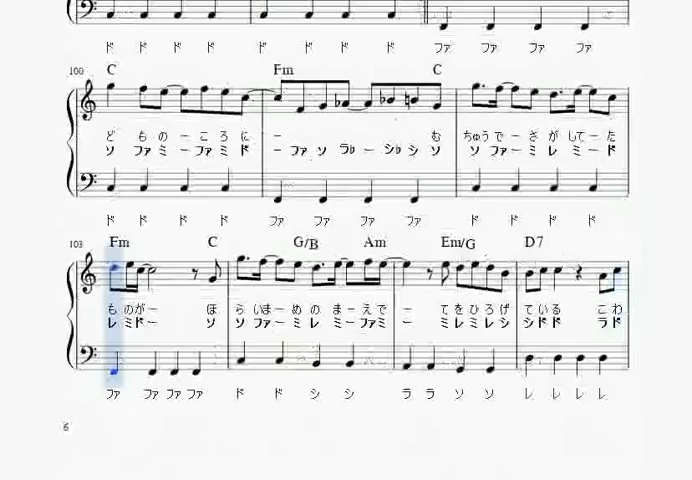 ド ド ド ド ド ド ド ド ファ ファ ファ ファ
100 C Fm C
ど も の ー こ ろ に ー む ちゅう で ー さ が し て ー た
ソ ファ ミ ー ファ ミ ド ー ファ ソ ラ♭ ー シ♭ シ ソ ソ ファ ー ミ レ ミ ー ド
ド ド ド ド ファ ファ ファ ファ ド ド ド ド
103 Fm C G/B Am Em/G D7
も の が ー ほ ら い ま ー め の ま ー え で ー て を ひ ろ げ て い る こ わ
レ ミ ド ー ソ ソ ファ ー ミ レ ミ ー ファ ミ ー ミ レ ミ レ シ シ ド ド ラ ド
ファ ファ ファ ファ ド ド シ シ ラ ラ ソ ソ レ レ レ レ
6